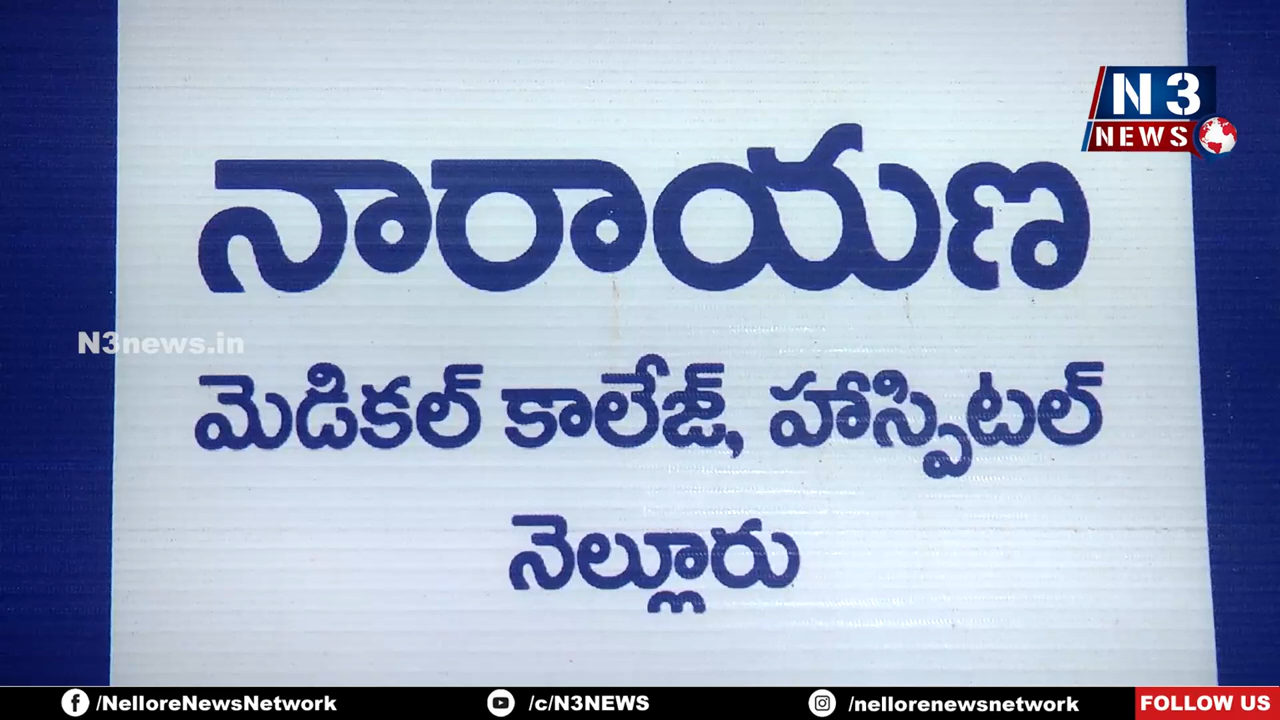 N3
NEWS
నారాయణ
N3news.in
మెడికల్ కాలేజ్, హాస్పిటల్
నెల్లూరు
/NelloreNewsNetwork
/c/N3NEWS
/nellorenewsnetwork
FOLLOW US